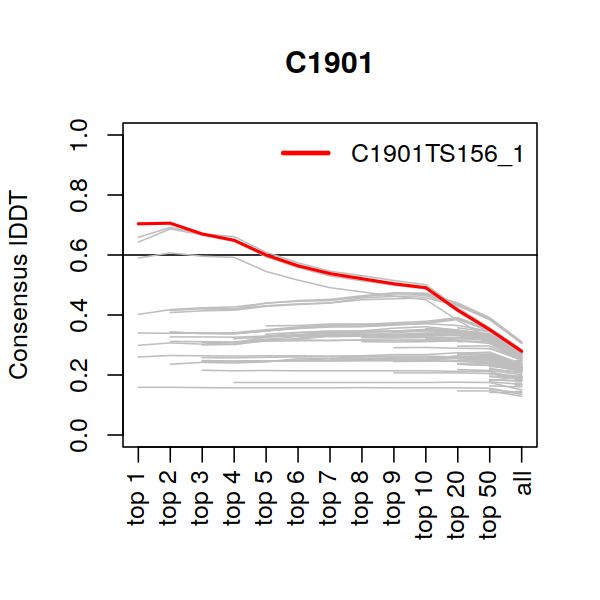 C1901
C1901TS156_1
Consensus lDDT
1.0
0.8
0.6
0.4
0.2
0.0
top 1
top 2
top 3
top 4
top 5
top 6
top 7
top 8
top 9
top 10
top 20
top 50
all